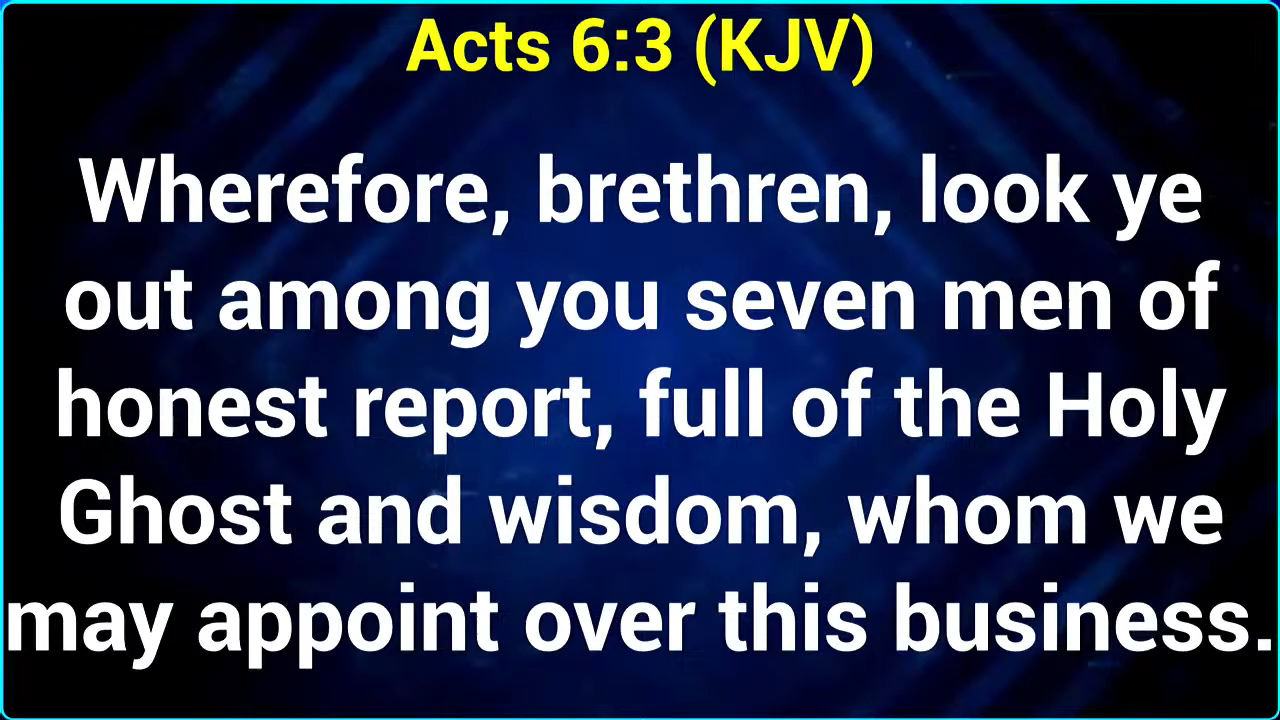 Acts 6:3 (KJV)
Wherefore, brethren, look ye
out among you seven men of
honest report, full of the Holy
Ghost and wisdom, whom we
may appoint over this business.